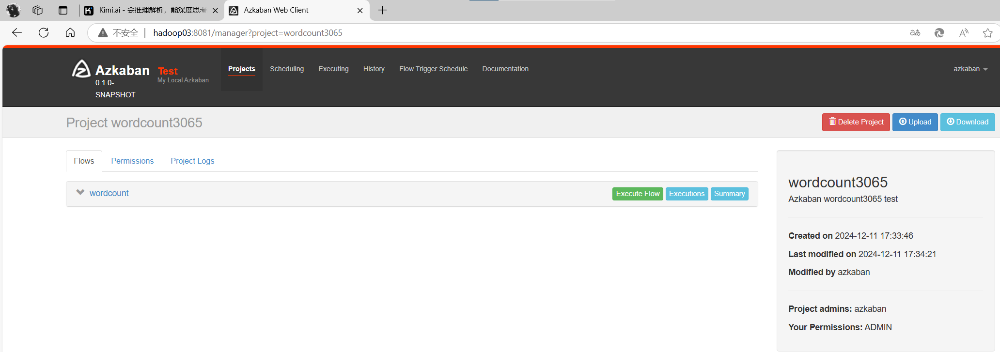 Kimi.ai - 会推理解析，能深度思考
Azkaban Web Client
不安全 | hadoop03:8081/manager?project=wordcount3065
Azkaban
0.1.0-
SNAPSHOT
Test
My Local Azkaban
Projects Scheduling Executing History Flow Trigger Schedule Documentation
azkaban
Project wordcount3065
Delete Project Upload Download
Flows Permissions Project Logs
wordcount
Execute Flow Executions Summary
wordcount3065
Azkaban wordcount3065 test
Created on 2024-12-11 17:33:46
Last modified on 2024-12-11 17:34:21
Modified by azkaban
Project admins: azkaban
Your Permissions: ADMIN